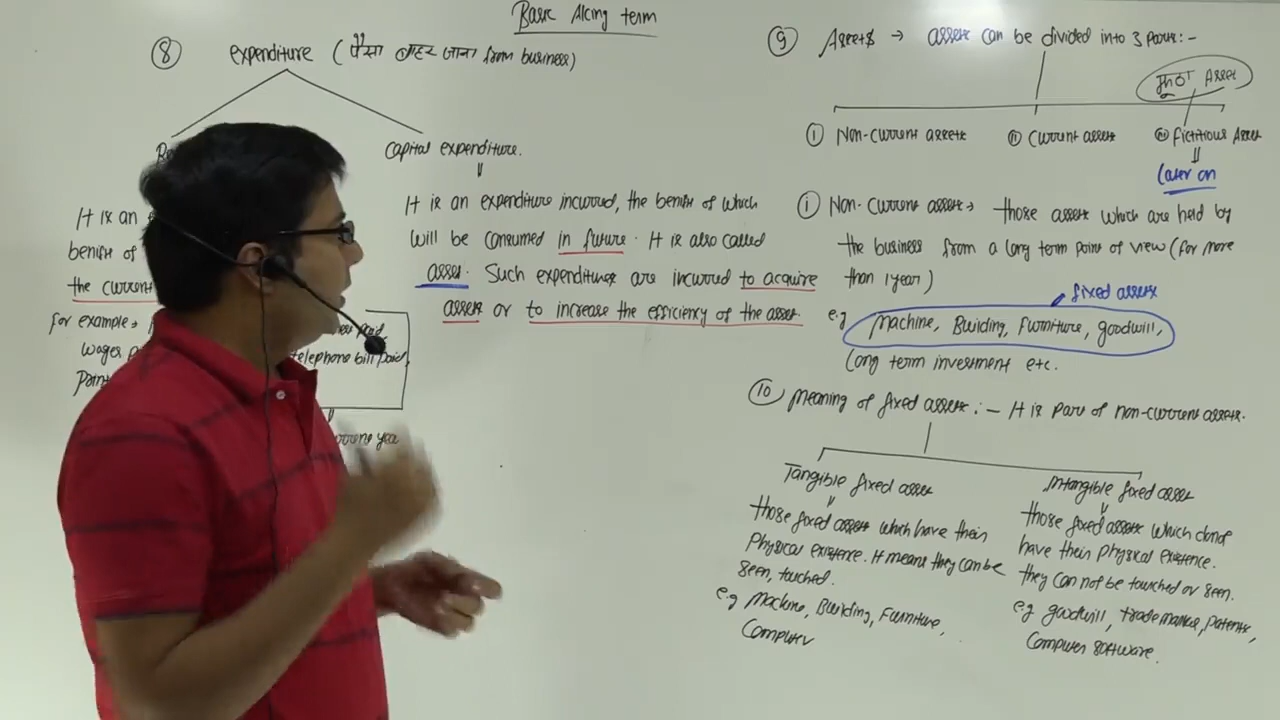 Basic A/cing term
⑧ expenditure (पैसा बाहर जाना from business)
Capital expenditure.
It is an
benefit of
the current
for example →
wages
telephone bill paid
It is an expenditure incurred, the benefit of which
will be consumed in future. It is also called
asset. Such expenditures are incurred to acquire
assets or to increase the efficiency of the asset.
⑨ Assets → assets can be divided into 3 parts:-
झूठा Asset
① Non-current assets
ⅱ Current asset
ⅲ Fictitious Asset
Later on
① Non-Current assets → those assets which are held by
the business from a long term point of view (for more
than 1 year)
fixed assets
e.g Machine, Building, Furniture, goodwill,
Long term investment etc.
⑩ Meaning of fixed assets :- It is part of non-current assets.
Tangible fixed asset
those fixed assets which have their
Physical existence. It means they can be
seen, touched.
e.g Machine, Building, Furniture,
Computer
Intangible fixed asset
those fixed assets which donot
have their physical existence.
they can not be touched or seen.
e.g goodwill, trademarks, patents,
Computer software.